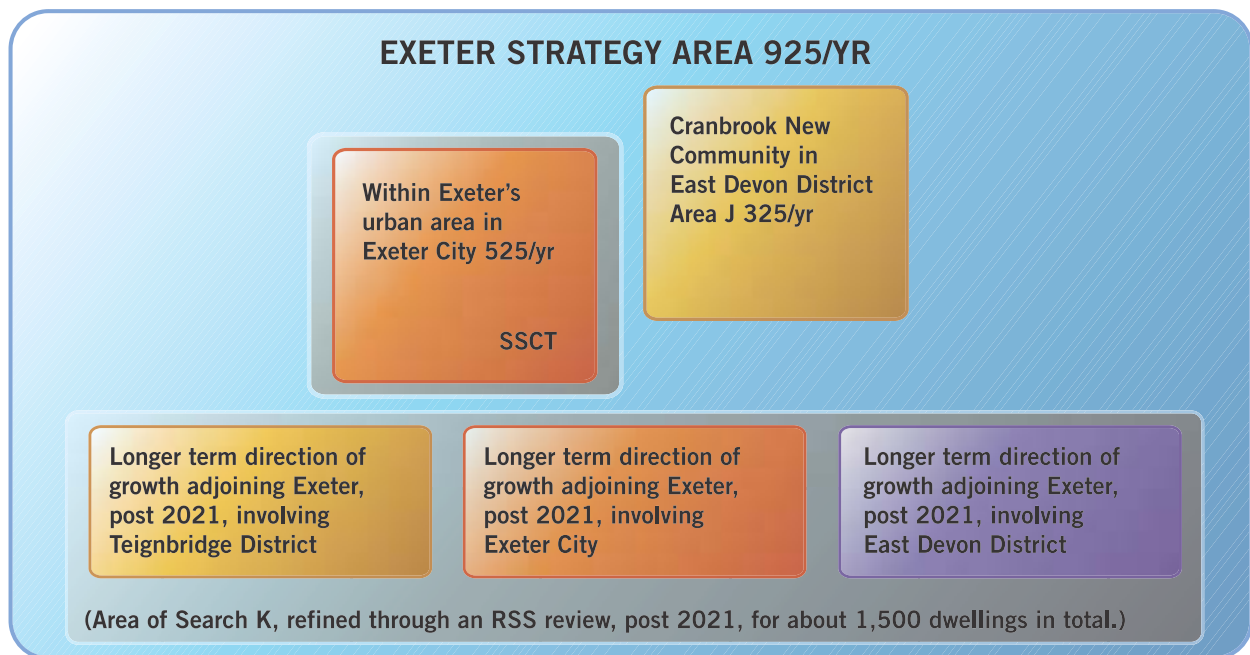 EXETER STRATEGY AREA 925/YR
Within Exeter’s
urban area in
Exeter City 525/yr
SSCT
Cranbrook New
Community in
East Devon District
Area J 325/yr
Longer term direction of
growth adjoining Exeter,
post 2021, involving
Teignbridge District
Longer term direction of
growth adjoining Exeter,
post 2021, involving
Exeter City
Longer term direction of
growth adjoining Exeter,
post 2021, involving
East Devon District
(Area of Search K, refined through an RSS review, post 2021, for about 1,500 dwellings in total.)